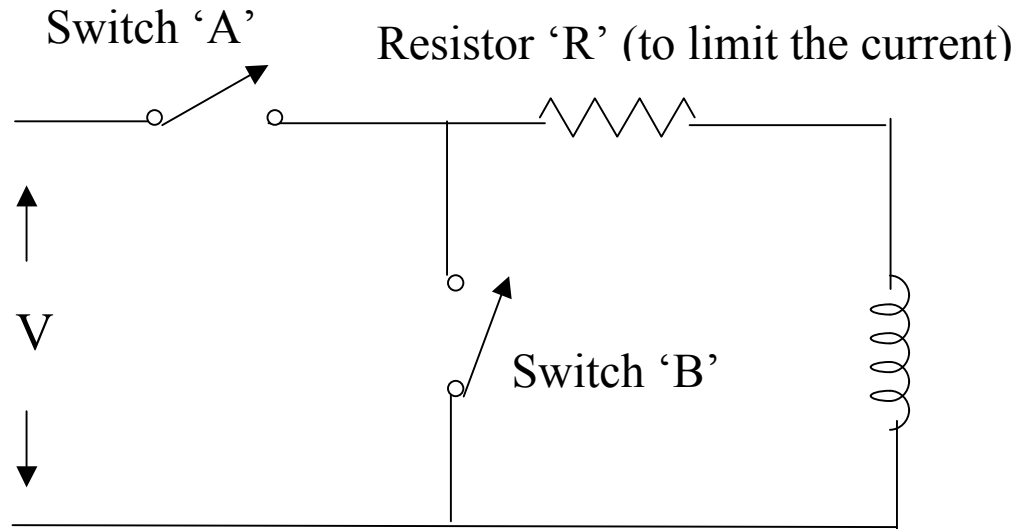 Switch ‘A’
Resistor ‘R’ (to limit the current)
V
Switch ‘B’